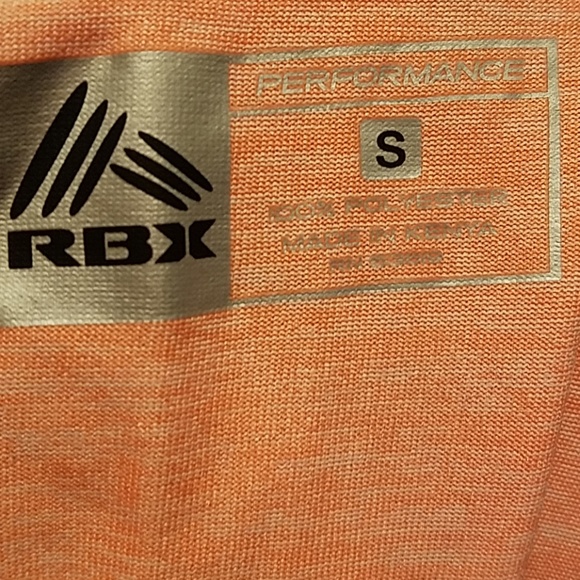 RBX
PERFORMANCE
S
100% POLYESTER
MADE IN KENYA